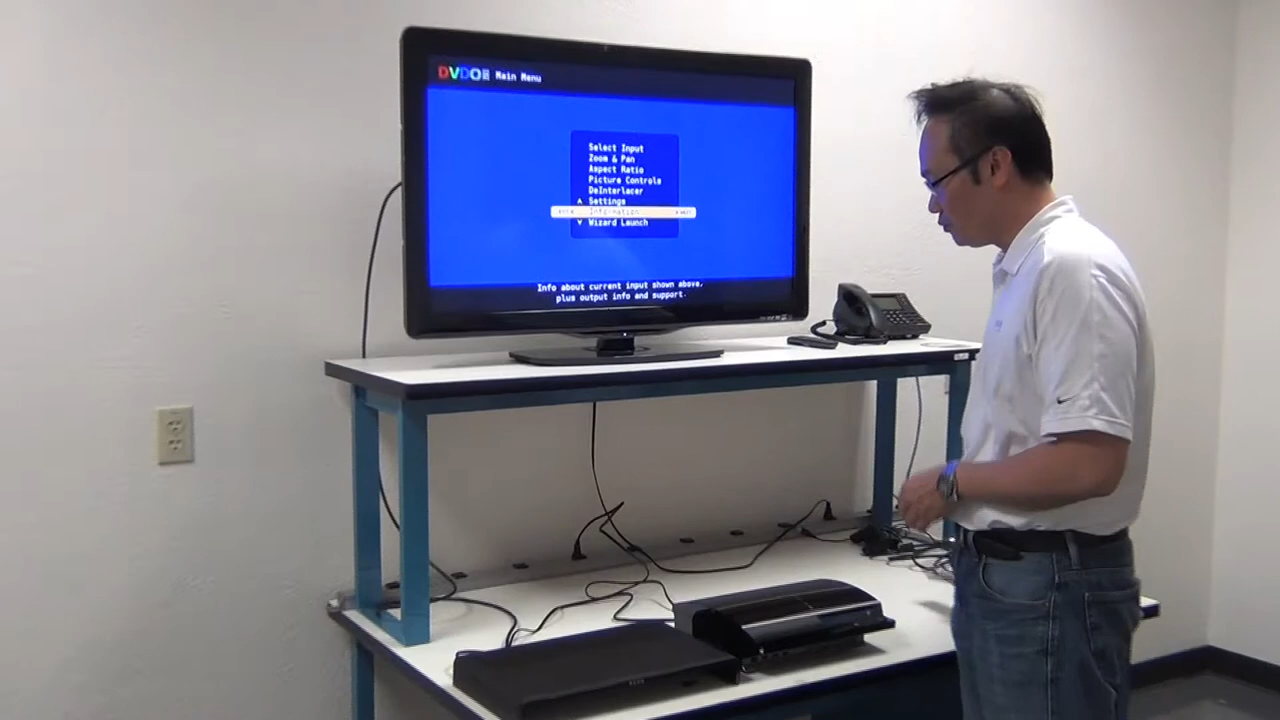 DVDO Main Menu
Select Input
Zoom & Pan
Aspect Ratio
Picture Controls
DeInterlacer
Settings
Information
Wizard Launch
Info about current input shown above,
plus output info and support.